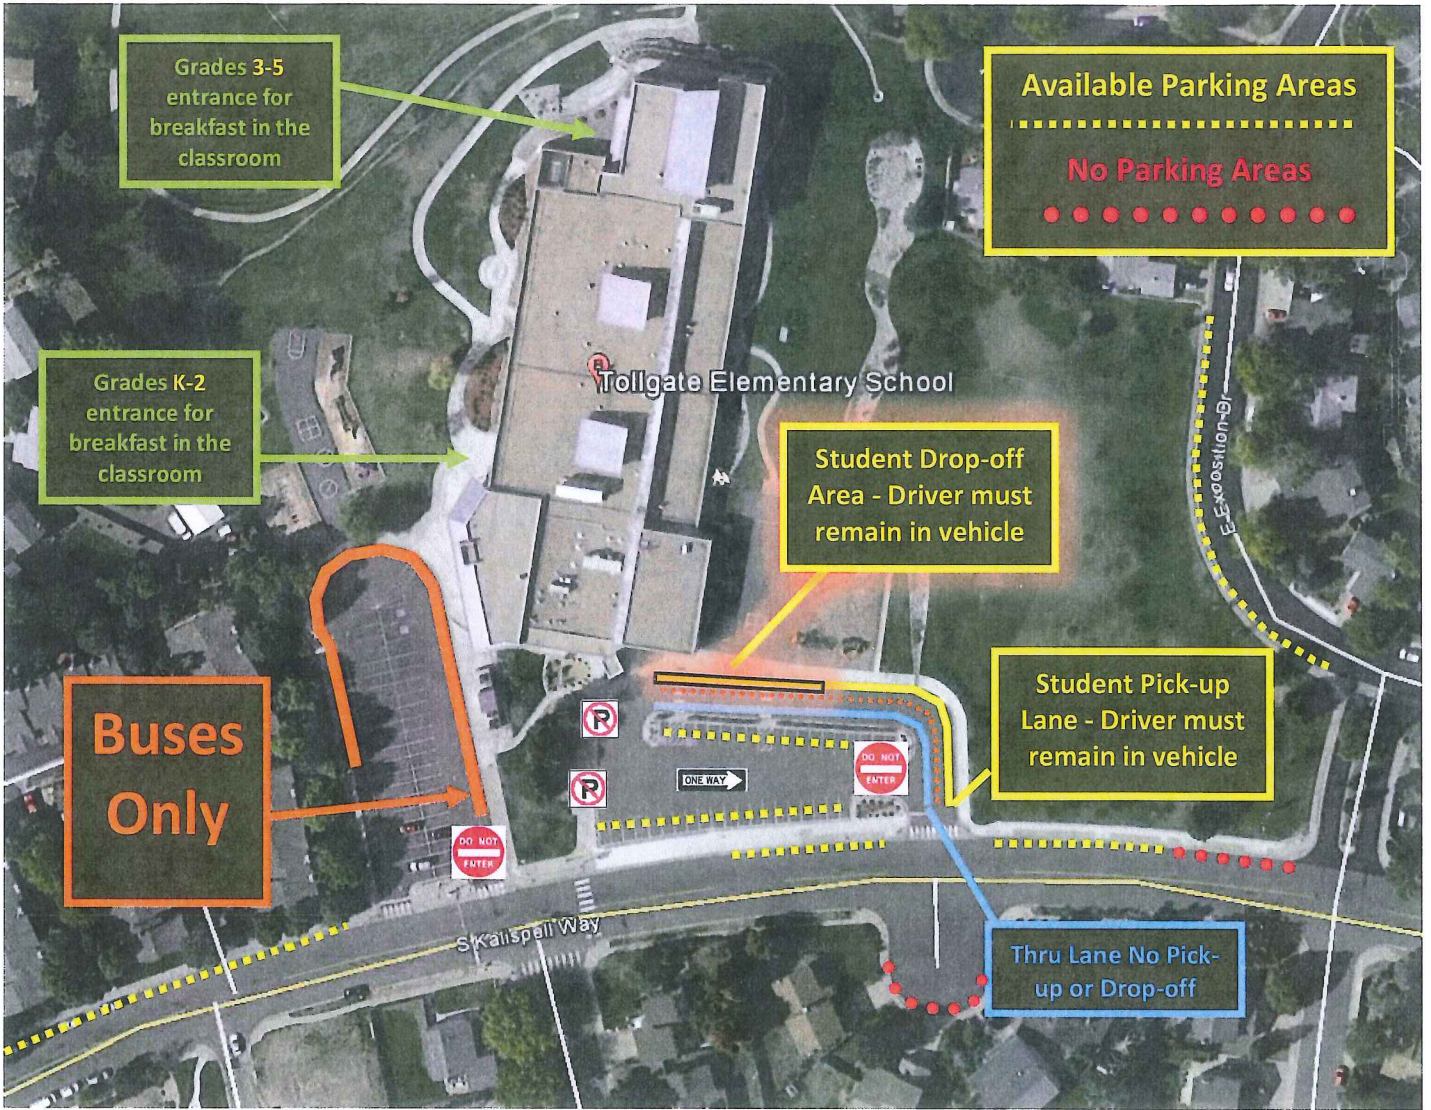 Grades 3-5
entrance for
breakfast in the
classroom
Available Parking Areas
No Parking Areas
Grades K-2
entrance for
breakfast in the
classroom
Tollgate Elementary School
E Exposition Dr
Student Drop-off
Area - Driver must
remain in vehicle
Student Pick-up
Lane - Driver must
remain in vehicle
Buses
Only
P
P
ONE WAY
DO NOT
ENTER
DO NOT
ENTER
S Kalispell Way
Thru Lane No Pick-
up or Drop-off